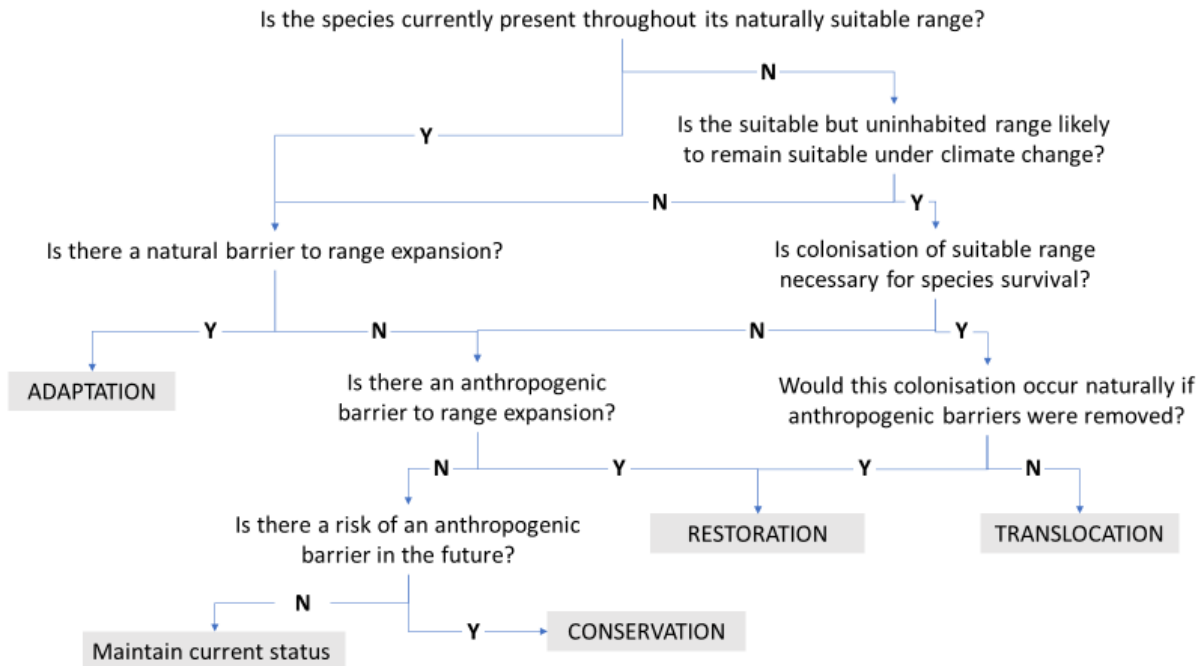 Is the species currently present throughout its naturally suitable range?
N
Is the suitable but uninhabited range likely
to remain suitable under climate change?
Y
N
Y
Is there a natural barrier to range expansion?
Is colonisation of suitable range
necessary for species survival?
Y
N
N
Y
ADAPTATION
Is there an anthropogenic
barrier to range expansion?
Would this colonisation occur naturally if
anthropogenic barriers were removed?
N
Y
Y
N
Is there a risk of an anthropogenic
barrier in the future?
RESTORATION
TRANSLOCATION
N
Y
CONSERVATION
Maintain current status